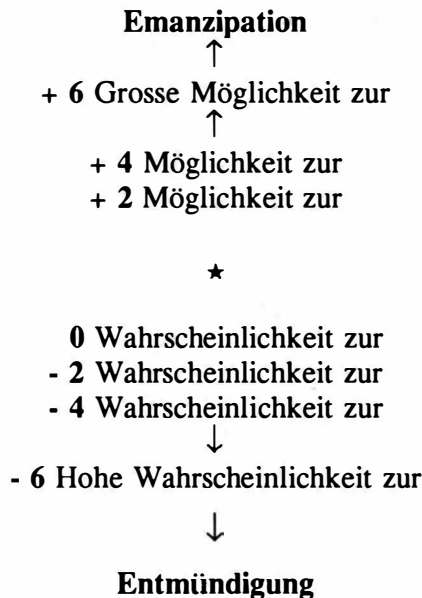 Emanzipation
↑
+ 6 Grosse Möglichkeit zur
↑
+ 4 Möglichkeit zur
+ 2 Möglichkeit zur
★
0 Wahrscheinlichkeit zur
- 2 Wahrscheinlichkeit zur
- 4 Wahrscheinlichkeit zur
↓
- 6 Hohe Wahrscheinlichkeit zur
↓
Entmündigung